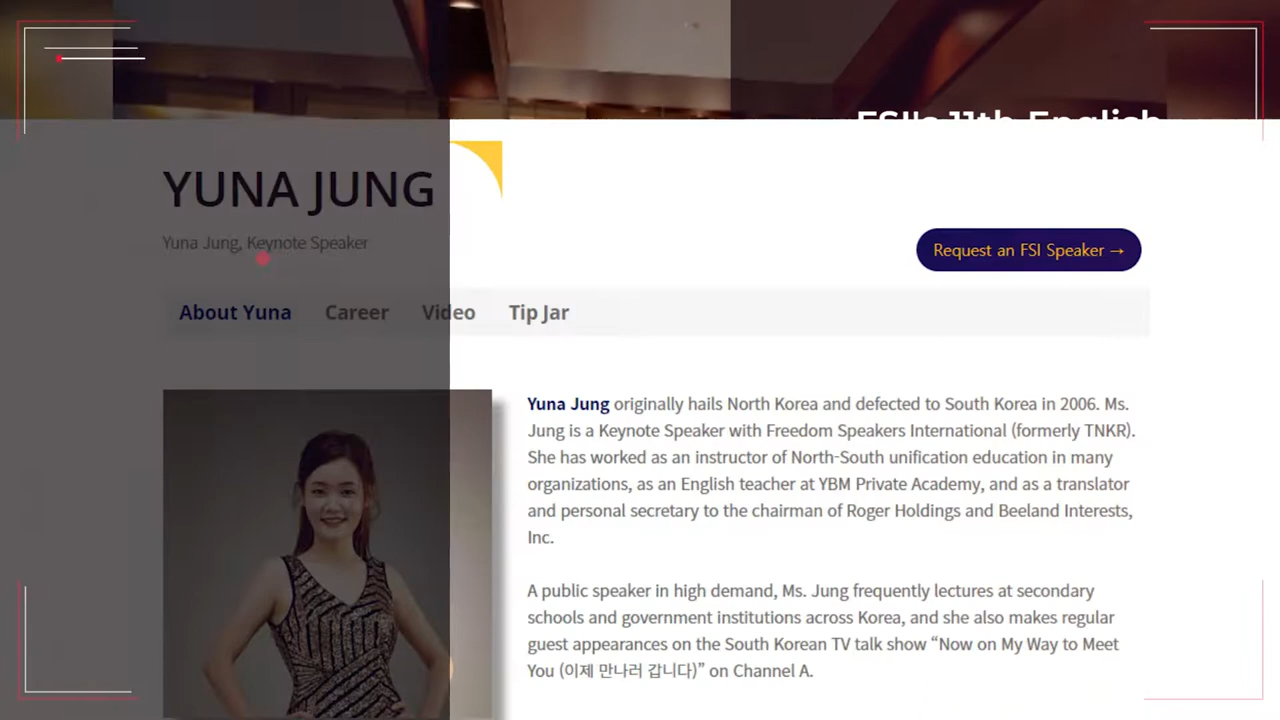 FSI's 11th English
YUNA JUNG
Yuna Jung, Keynote Speaker
Request an FSI Speaker →
About Yuna Career Video Tip Jar
Yuna Jung originally hails North Korea and defected to South Korea in 2006. Ms.
Jung is a Keynote Speaker with Freedom Speakers International (formerly TNKR).
She has worked as an instructor of North-South unification education in many
organizations, as an English teacher at YBM Private Academy, and as a translator
and personal secretary to the chairman of Roger Holdings and Beeland Interests,
Inc.
A public speaker in high demand, Ms. Jung frequently lectures at secondary
schools and government institutions across Korea, and she also makes regular
guest appearances on the South Korean TV talk show “Now on My Way to Meet
You (이제 만나러 갑니다)” on Channel A.